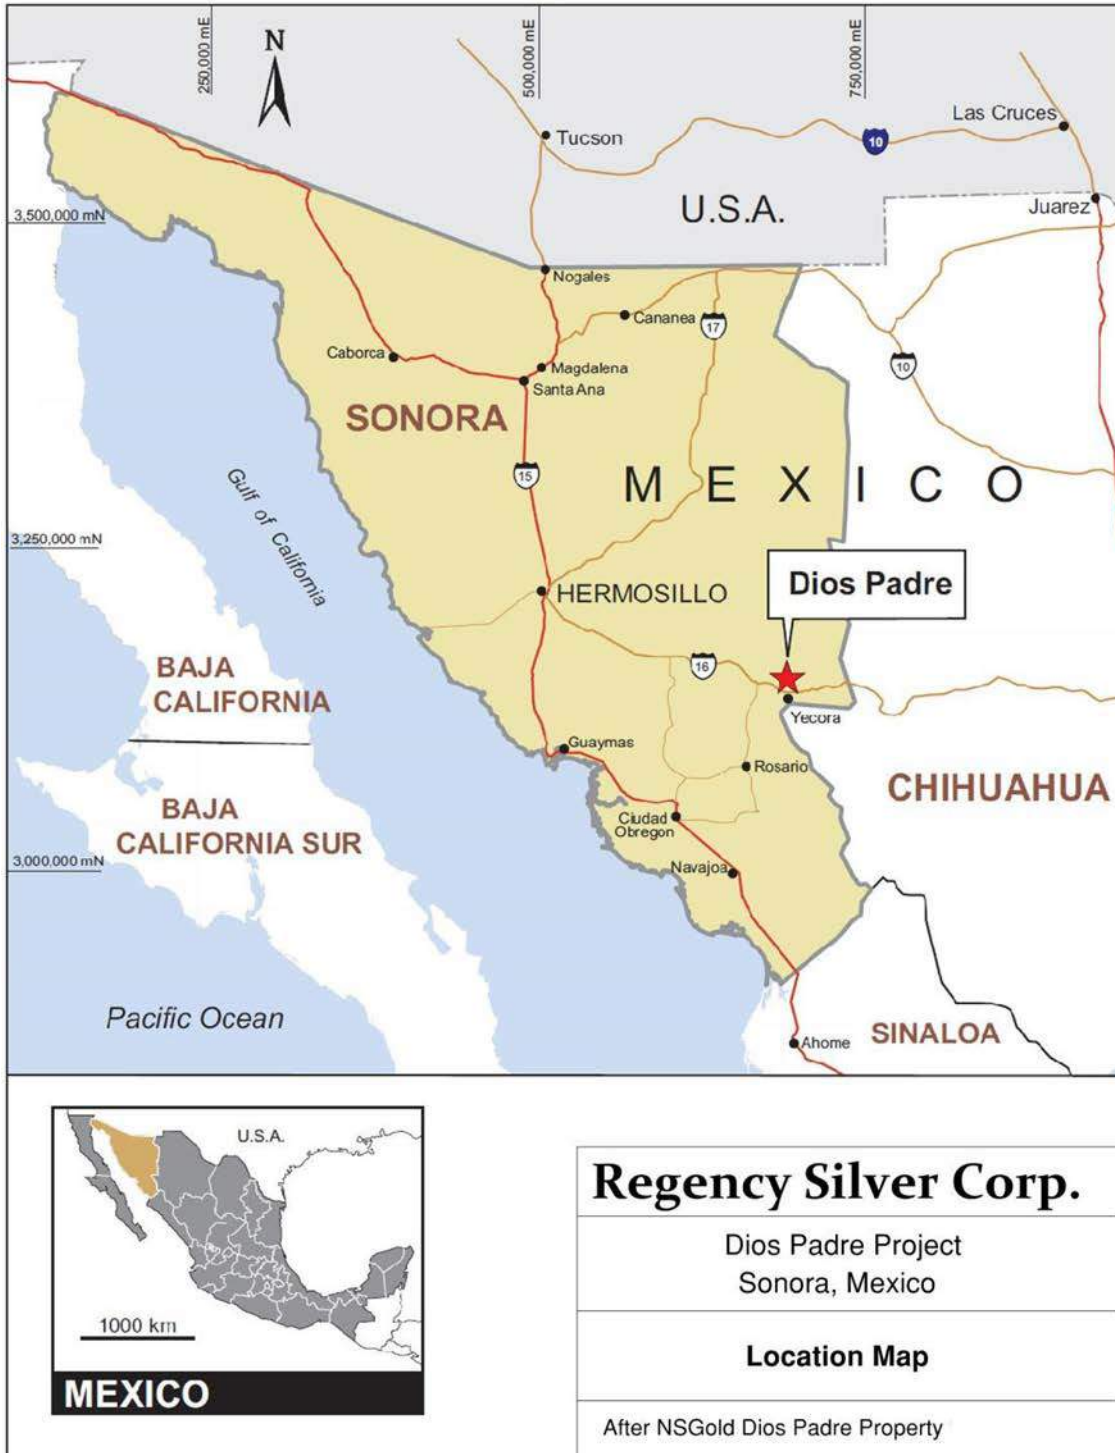 250,000 mE
500,000 mE
750,000 mE
N
Las Cruces
Tucson
10
U.S.A.
Juarez
3,500,000 mN
Nogales
Cananea
17
Caborca
Magdalena
Santa Ana
10
SONORA
15
MEXICO
Gulf of California
3,250,000 mN
Dios Padre
HERMOSILLO
16
BAJA
CALIFORNIA
Yecora
Guaymas
Rosario
CHIHUAHUA
BAJA
CALIFORNIA SUR
Ciudad
Obregon
3,000,000 mN
Navajoa
Pacific Ocean
SINALOA
Ahome
U.S.A.
1000 km
MEXICO
Regency Silver Corp.
Dios Padre Project
Sonora, Mexico
Location Map
After NSGold Dios Padre Property